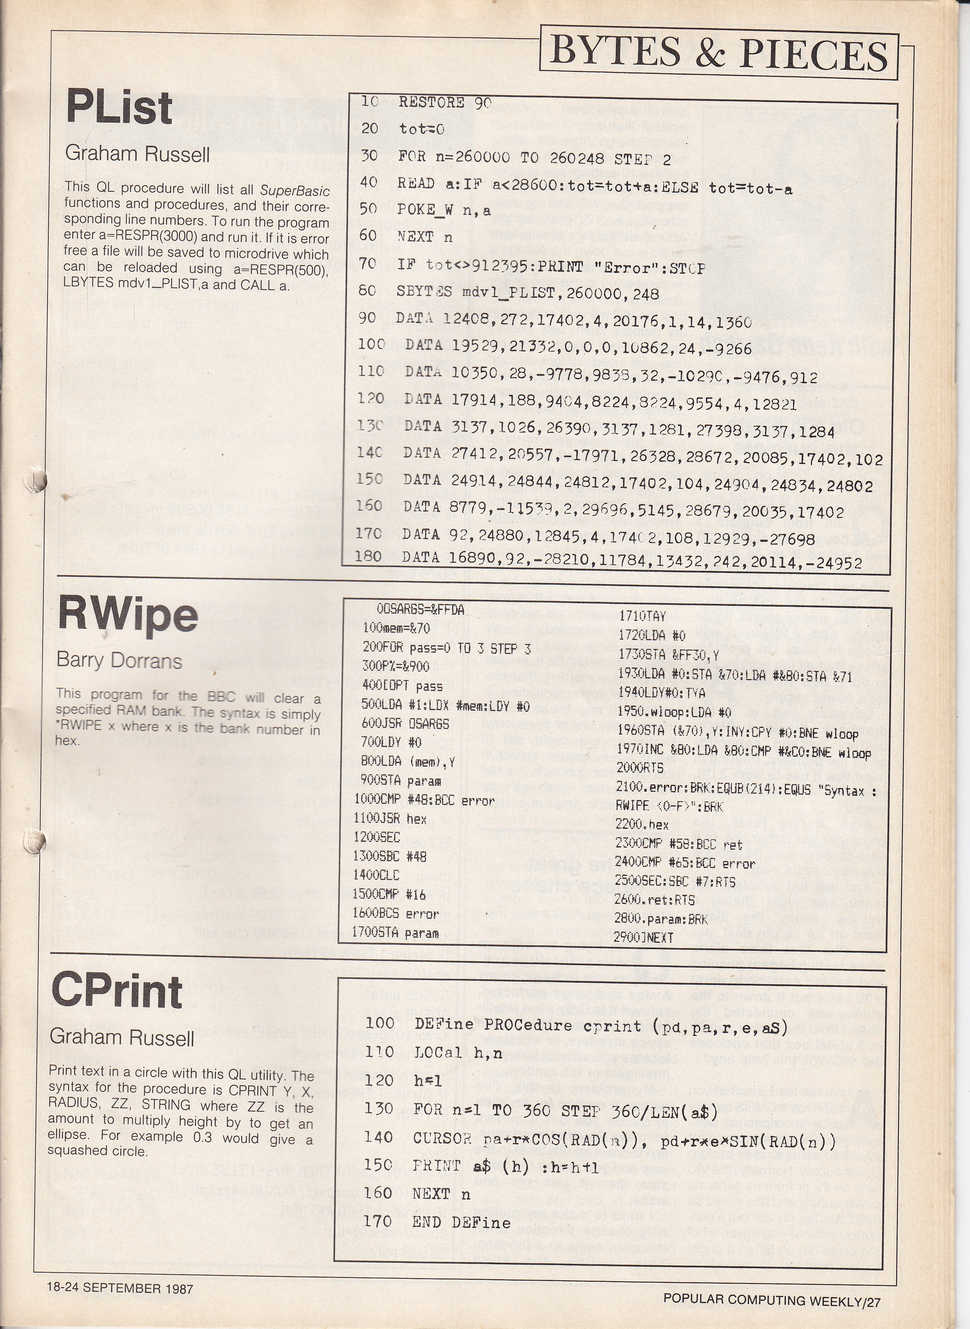 BYTES & PIECES
PList
Graham Russell
This QL procedure will list all SuperBasic
functions and procedures, and their corre-
sponding line numbers. To run the program
enter a=RESPR(3000) and run it. If it is error
free a file will be saved to microdrive which
can be reloaded using a=RESPR(500),
LBYTES mdv1_PLIST,a and CALL a.
10 RESTORE 90
20 tot=0
30 FOR n=260000 TO 260248 STEP 2
40 READ a:IF a<28600:tot=tot+a:ELSE tot=tot-a
50 POKE_W n,a
60 NEXT n
70 IF tot<>912395:PRINT "Error":STOP
80 SBYTES mdv1_PLIST,260000,248
90 DATA 12408,272,17402,4,20176,1,14,1360
100 DATA 19529,21332,0,0,0,10862,24,-9266
110 DATA 10350,28,-9778,9838,32,-10290,-9476,912
120 DATA 17914,188,9404,8224,8224,9554,4,12821
130 DATA 3137,1026,26390,3137,1281,27398,3137,1284
140 DATA 27412,20557,-17971,26328,28672,20085,17402,102
150 DATA 24914,24844,24812,17402,104,24904,24834,24802
160 DATA 8779,-11539,2,29696,5145,28679,20035,17402
170 DATA 92,24880,12845,4,17402,108,12929,-27698
180 DATA 16890,92,-28210,11784,13432,242,20114,-24952
RWipe
Barry Dorrans
This program for the BBC will clear a
specified RAM bank. The syntax is simply
*RWIPE x where x is the bank number in
hex.
0OSARGS=&FFDA
100mem=&70
200FOR pass=0 TO 3 STEP 3
300P%=&900
400[OPT pass
500LDA #1:LDX #mem:LDY #0
600JSR OSARGS
700LDY #0
800LDA (mem),Y
900STA param
1000CMP #48:BCC error
1100JSR hex
1200SEC
1300SBC #48
1400CLC
1500CMP #16
1600BCS error
1700STA param
1710TAY
1720LDA #0
1730STA &FF30,Y
1930LDA #0:STA &70:LDA #&80:STA &71
1940LDY#0:TYA
1950.wloop:LDA #0
1960STA (&70),Y:INY:CPY #0:BNE wloop
1970INC &80:LDA &80:CMP #&C0:BNE wloop
2000RTS
2100.error:BRK:EQUB(214):EQUS "Syntax :
RWIPE <0-F>":BRK
2200.hex
2300CMP #58:BCC ret
2400CMP #65:BCC error
2500SEC:SBC #7:RTS
2600.ret:RTS
2800.param:BRK
2900]NEXT
CPrint
Graham Russell
Print text in a circle with this QL utility. The
syntax for the procedure is CPRINT Y, X,
RADIUS, ZZ, STRING where ZZ is the
amount to multiply height by to get an
ellipse. For example 0.3 would give a
squashed circle.
100 DEFine PROCedure cprint (pd,pa,r,e,a$)
110 LOCal h,n
120 h=1
130 FOR n=1 TO 360 STEP 360/LEN(a$)
140 CURSOR pa+r*COS(RAD(n)), pd+r*e*SIN(RAD(n))
150 PRINT a$ (h) :h=h+1
160 NEXT n
170 END DEFine
18-24 SEPTEMBER 1987
POPULAR COMPUTING WEEKLY/27